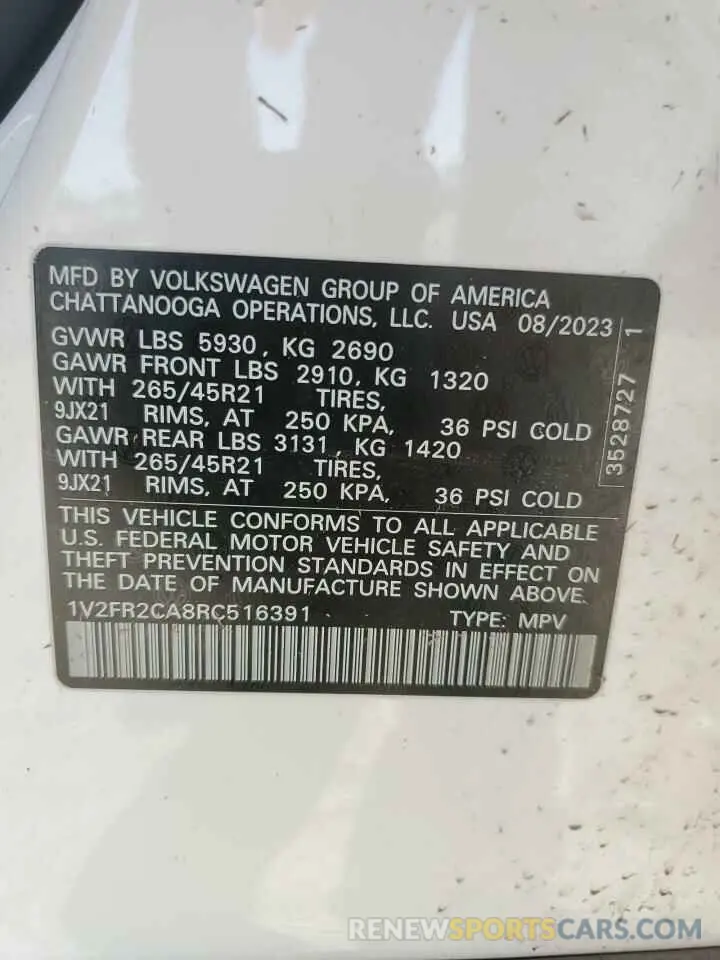 MFD BY VOLKSWAGEN GROUP OF AMERICA
CHATTANOOGA OPERATIONS, LLC. USA 08/2023
GVWR LBS 5930, KG 2690
GAWR FRONT LBS 2910, KG 1320
WITH 265/45R21 TIRES,
9JX21 RIMS, AT 250 KPA, 36 PSI COLD
GAWR REAR LBS 3131, KG 1420
WITH 265/45R21 TIRES,
9JX21 RIMS, AT 250 KPA, 36 PSI COLD
3528727 1
THIS VEHICLE CONFORMS TO ALL APPLICABLE
U.S. FEDERAL MOTOR VEHICLE SAFETY AND
THEFT PREVENTION STANDARDS IN EFFECT ON
THE DATE OF MANUFACTURE SHOWN ABOVE.
1V2FR2CA8RC516391 TYPE: MPV
RENEWSPORTSCARS.COM